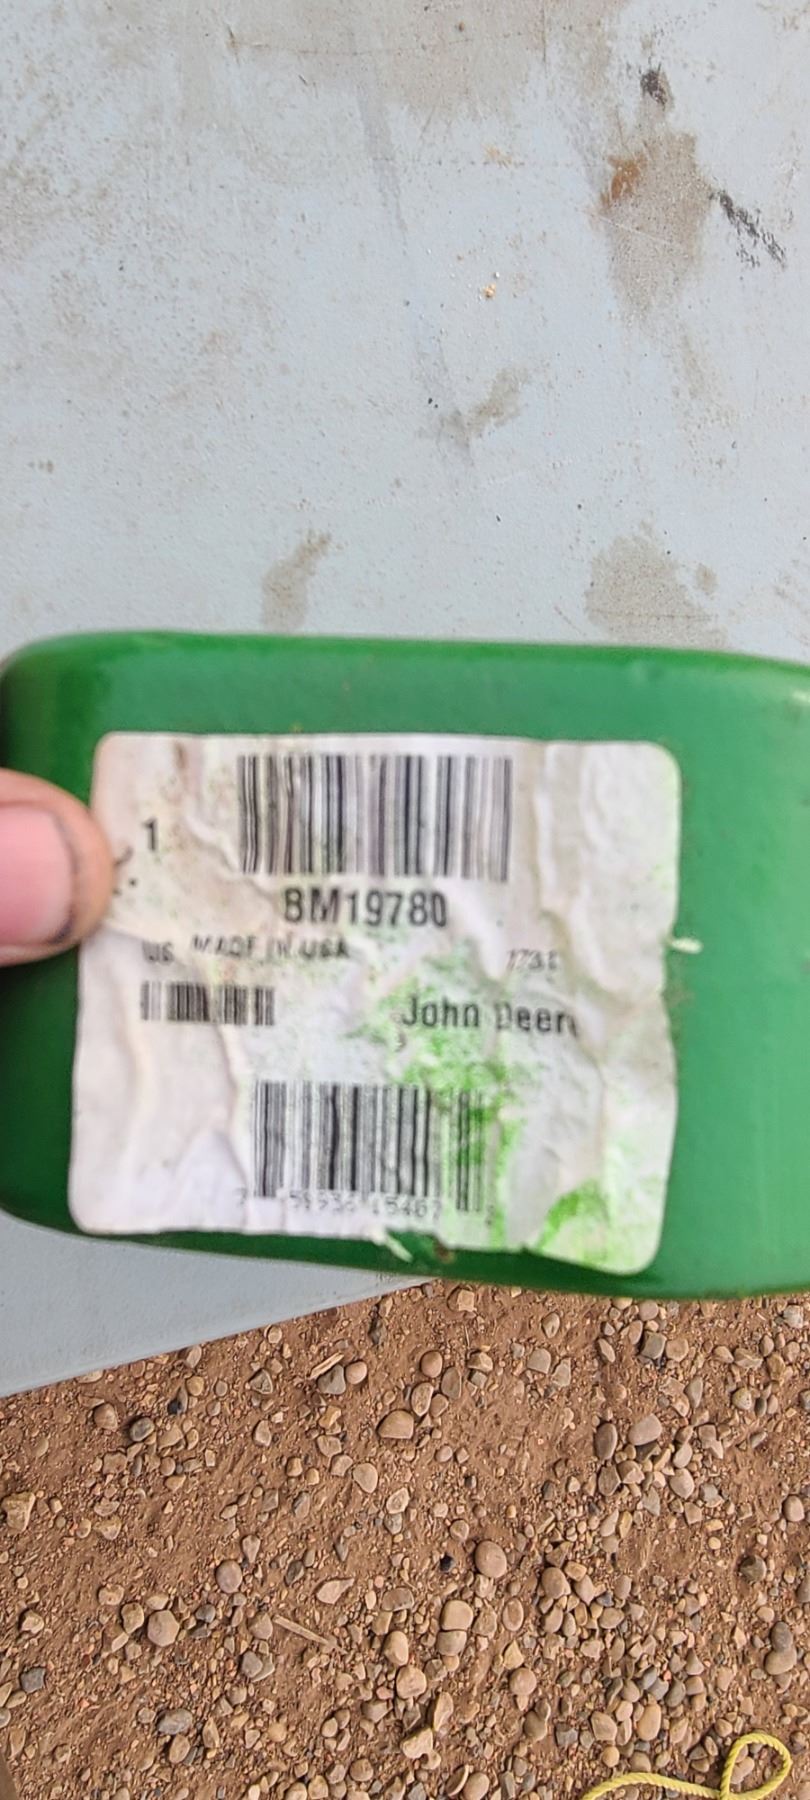 1
BM19780
US MADE IN USA
John Deere